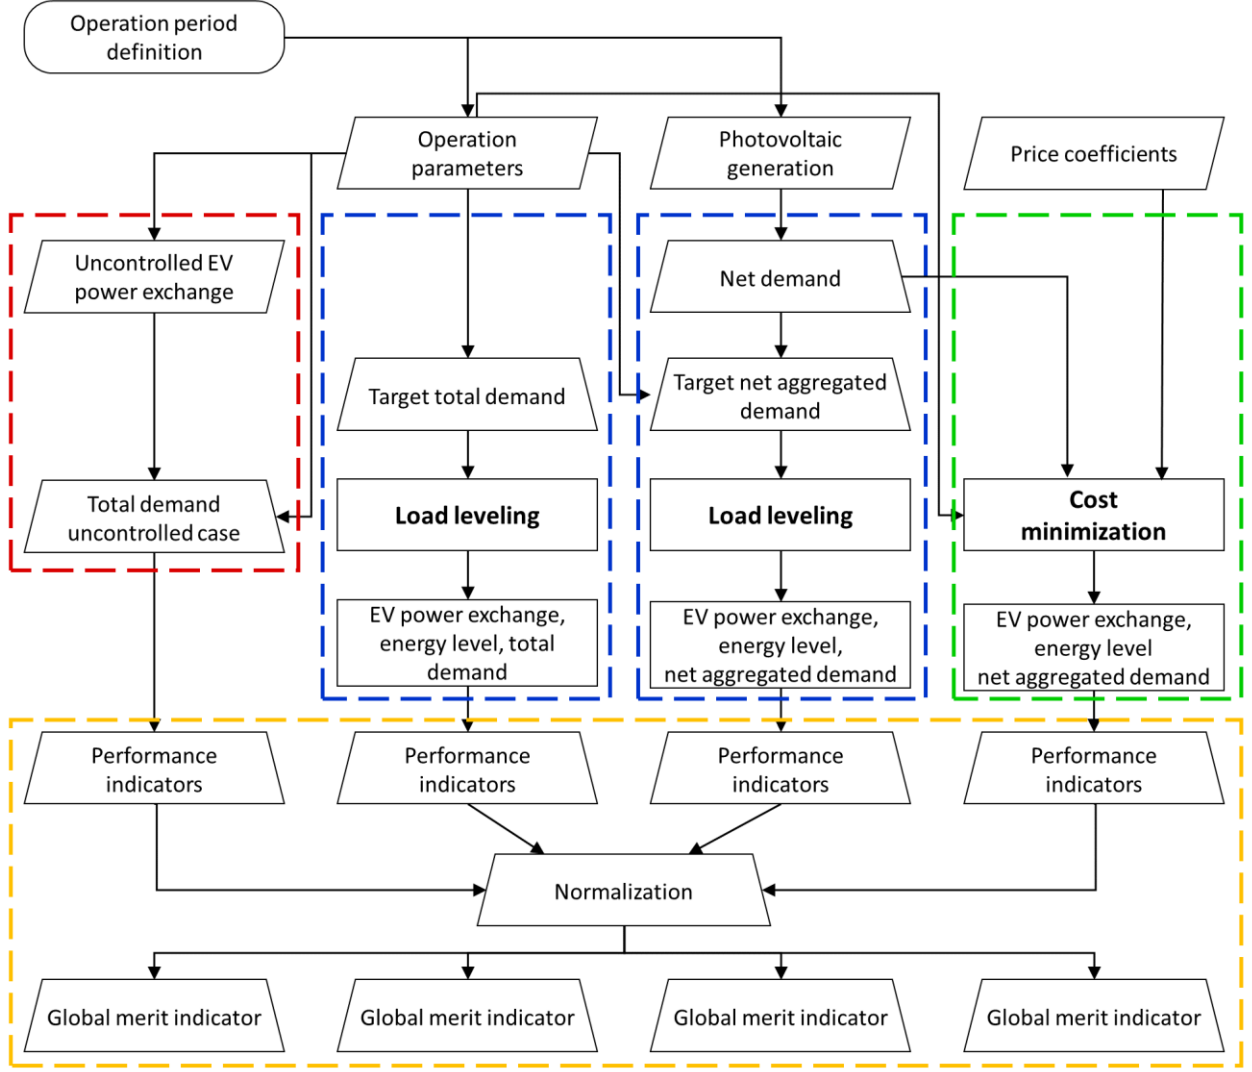 Operation period
definition
Operation
parameters
Photovoltaic
generation
Price coefficients
Uncontrolled EV
power exchange
Net demand
Target total demand
Target net aggregated
demand
Total demand
uncontrolled case
Load leveling
Load leveling
Cost
minimization
EV power exchange,
energy level, total
demand
EV power exchange,
energy level,
net aggregated demand
EV power exchange,
energy level
net aggregated demand
Performance
indicators
Performance
indicators
Performance
indicators
Performance
indicators
Normalization
Global merit indicator
Global merit indicator
Global merit indicator
Global merit indicator